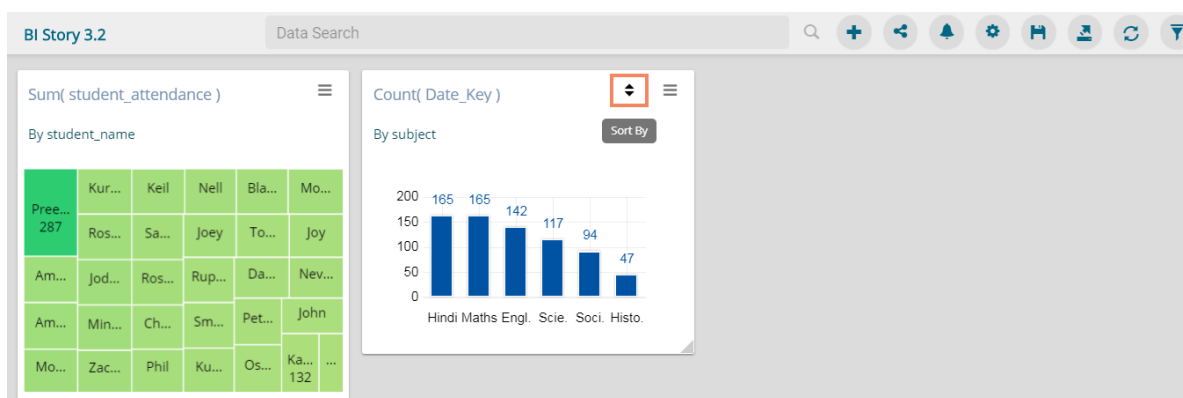 BI Story 3.2
Data Search
Sum( student_attendance )
By student_name
Pree...
287
Kur...
Keil
Nell
Bla...
Mo...
Ros...
Sa...
Joey
To...
Joy
Am...
Jod...
Ros...
Rup...
Da...
Nev...
Am...
Min...
Ch...
Sm...
Pet...
John
Mo...
Zac...
Phil
Ku...
Os...
Ka...
132
...
Count( Date_Key )
Sort By
By subject
200
150
100
50
0
165
165
142
117
94
47
Hindi Maths Engl. Scie. Soci. Histo.